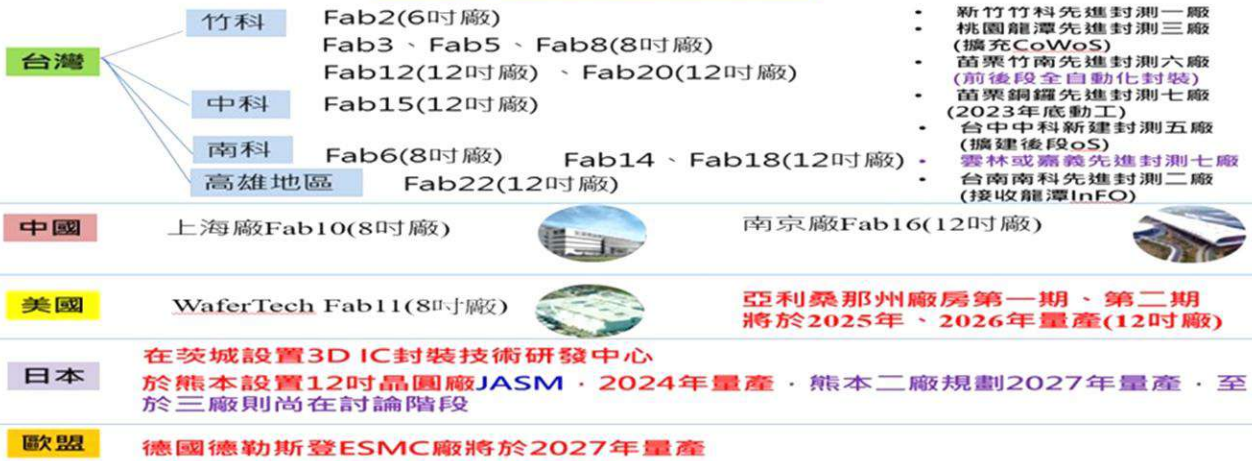 台灣
竹科
Fab2(6吋廠)
Fab3、Fab5、Fab8(8吋廠)
Fab12(12吋廠)、Fab20(12吋廠)
中科
Fab15(12吋廠)
南科
Fab6(8吋廠) Fab14、Fab18(12吋廠)
高雄地區
Fab22(12吋廠)
• 新竹竹科先進封測一廠
• 桃園龍潭先進封測三廠
(擴充CoWoS)
• 苗栗竹南先進封測六廠
(前後段全自動化封裝)
• 苗栗銅鑼先進封測七廠
(2023年底動工)
• 台中中科新建封測五廠
(擴建後段oS)
• 雲林或嘉義先進封測七廠
• 台南南科先進封測二廠
(接收龍潭InFO)
中國
上海廠Fab10(8吋廠)
南京廠Fab16(12吋廠)
美國
WaferTech Fab11(8吋廠)
亞利桑那州廠房第一期、第二期
將於2025年、2026年量產(12吋廠)
日本
在茨城設置3D IC封裝技術研發中心
於熊本設置12吋晶圓廠JASM，2024年量產，熊本二廠規劃2027年量產，至
於三廠則尚在討論階段
歐盟
德國德勒斯登ESMC廠將於2027年量產